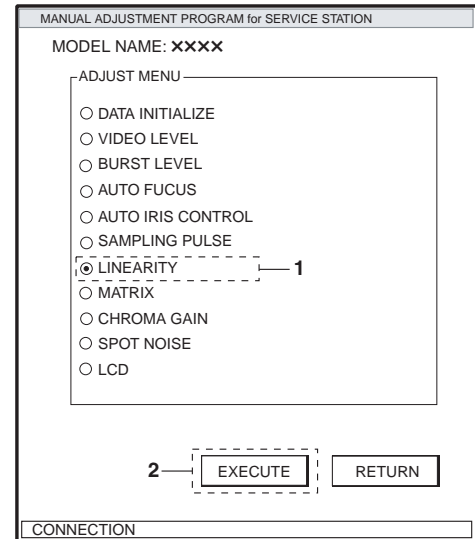 MANUAL ADJUSTMENT PROGRAM for SERVICE STATION
MODEL NAME: ××××
ADJUST MENU
DATA INITIALIZE
VIDEO LEVEL
BURST LEVEL
AUTO FUCUS
AUTO IRIS CONTROL
SAMPLING PULSE
LINEARITY 1
MATRIX
CHROMA GAIN
SPOT NOISE
LCD
2 EXECUTE RETURN
CONNECTION